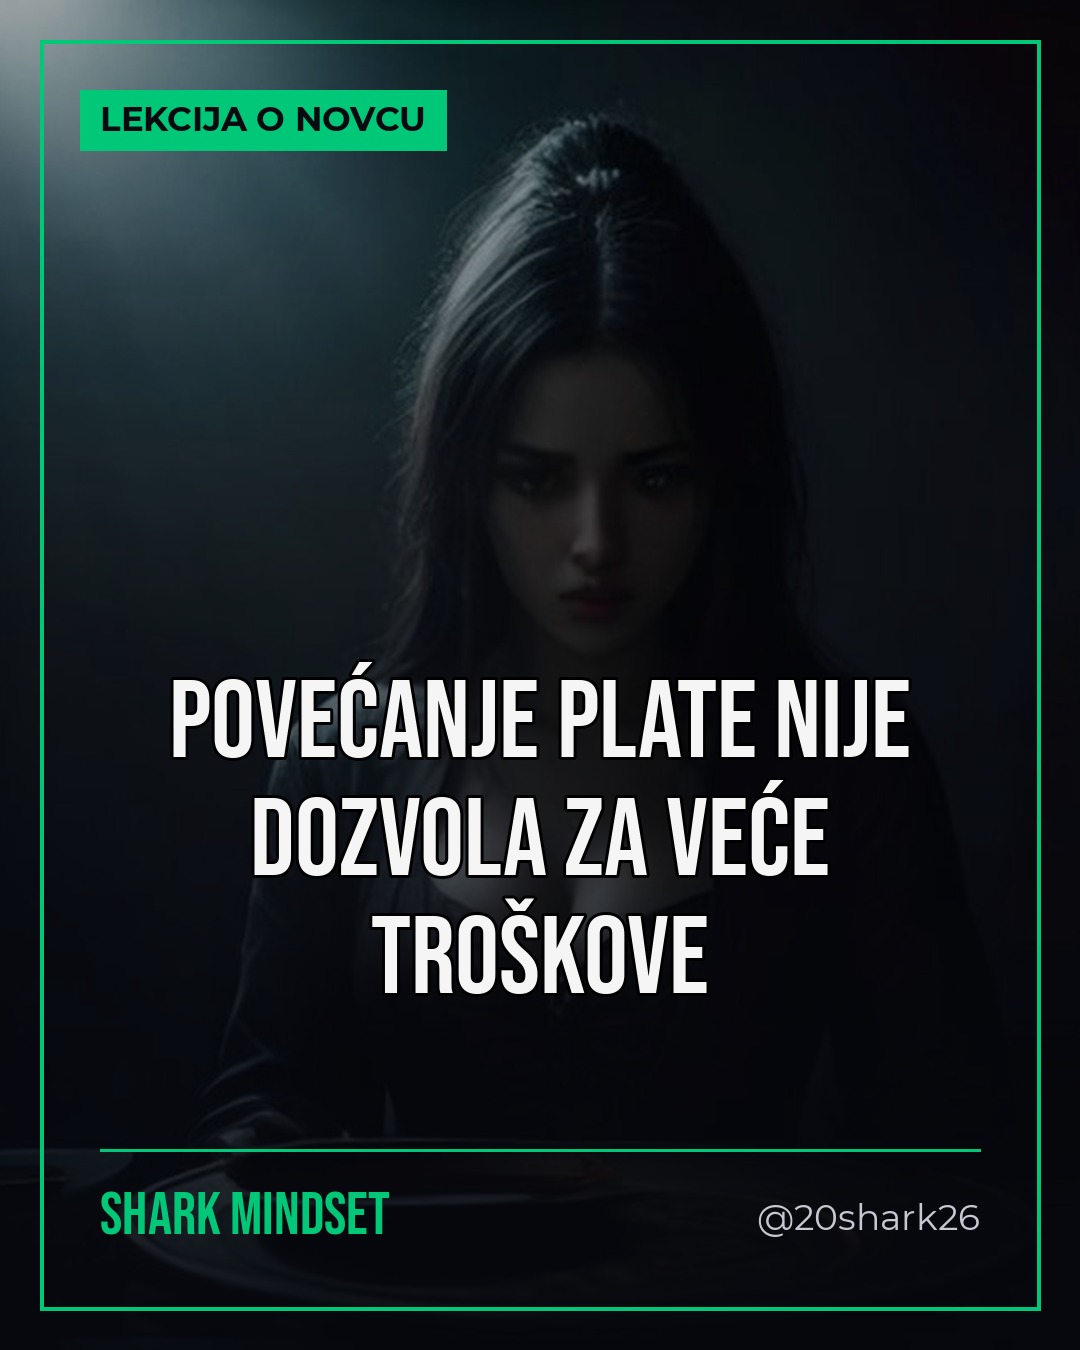 LEKCIJA O NOVCU
POVEĆANJE PLATE NIJE
DOZVOLA ZA VEĆE
TROŠKOVE
SHARK MINDSET
@20shark26